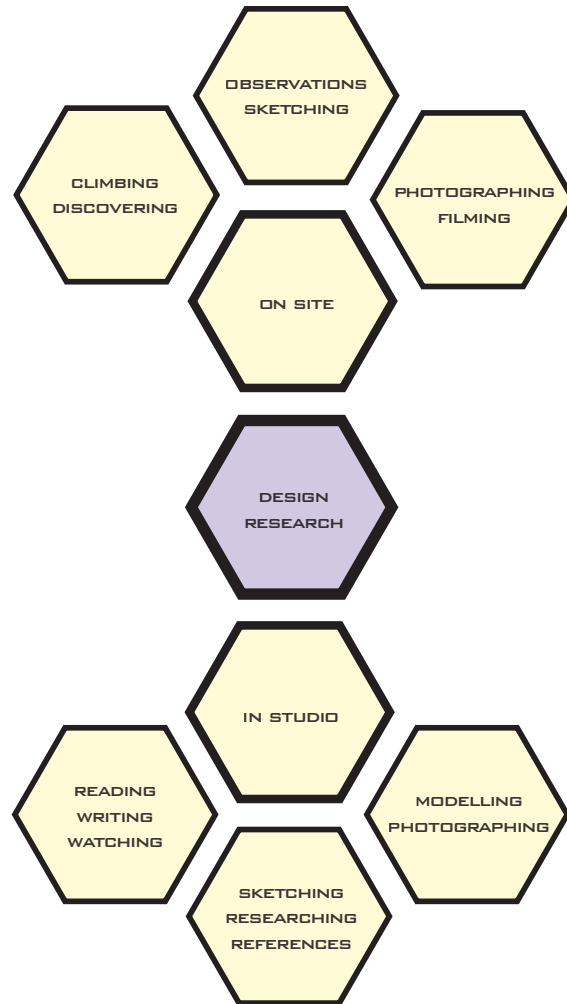 OBSERVATIONS
SKETCHING
CLIMBING
DISCOVERING
PHOTOGRAPHING
FILMING
ON SITE
DESIGN
RESEARCH
IN STUDIO
READING
WRITING
WATCHING
MODELLING
PHOTOGRAPHING
SKETCHING
RESEARCHING
REFERENCES